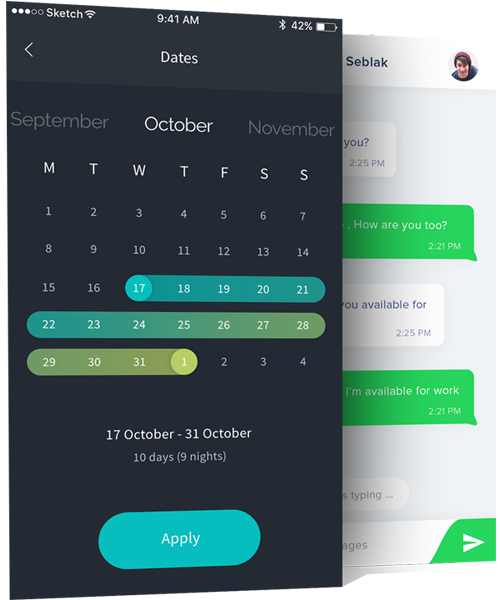 Sketch 9:41 AM 42%
Dates
September October November
M T W T F S S
1 2 3 4 5 6 7
8 9 10 11 12 13 14
15 16 17 18 19 20 21
22 23 24 25 26 27 28
29 30 31 1 2 3 4
17 October - 31 October
10 days (9 nights)
Apply
Seblak
you?
2:25 PM
, How are you too?
2:21 PM
you available for
2:25 PM
I'm available for work
2:21 PM
s typing ...
ages